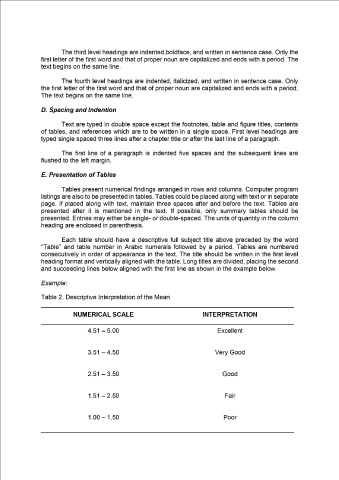 The third level headings are indented,boldface, and written in sentence case. Only the
first letter of the first word and that of proper noun are capitalized and ends with a period. The
text begins on the same line.
The fourth level headings are indented, italicized, and written in sentence case. Only
the first letter of the first word and that of proper noun are capitalized and ends with a period.
The text begins on the same line.
D. Spacing and Indention
Text are typed in double space except the footnotes, table and figure titles, contents
of tables, and references which are to be written in a single space. First level headings are
typed single spaced three lines after a chapter title or after the last line of a paragraph.
The first line of a paragraph is indented five spaces and the subsequent lines are
flushed to the left margin.
E. Presentation of Tables
Tables present numerical findings arranged in rows and columns. Computer program
listings are also to be presented in tables. Tables could be placed along with text or in separate
page. If placed along with text, maintain three spaces after and before the text. Tables are
presented after it is mentioned in the text. If possible, only summary tables should be
presented. Entries may either be single- or double-spaced. The units of quantity in the column
heading are enclosed in parenthesis.
Each table should have a descriptive full subject title above preceded by the word
“Table” and table number in Arabic numerals followed by a period. Tables are numbered
consecutively in order of appearance in the text. The title should be written in the first level
heading format and vertically aligned with the table. Long titles are divided, placing the second
and succeeding lines below aligned with the first line as shown in the example below.
Example:
Table 2. Descriptive Interpretation of the Mean
NUMERICAL SCALE INTERPRETATION
4.51 – 5.00 Excellent
3.51 – 4.50 Very Good
2.51 – 3.50 Good
1.51 – 2.50 Fair
1.00 – 1.50 Poor